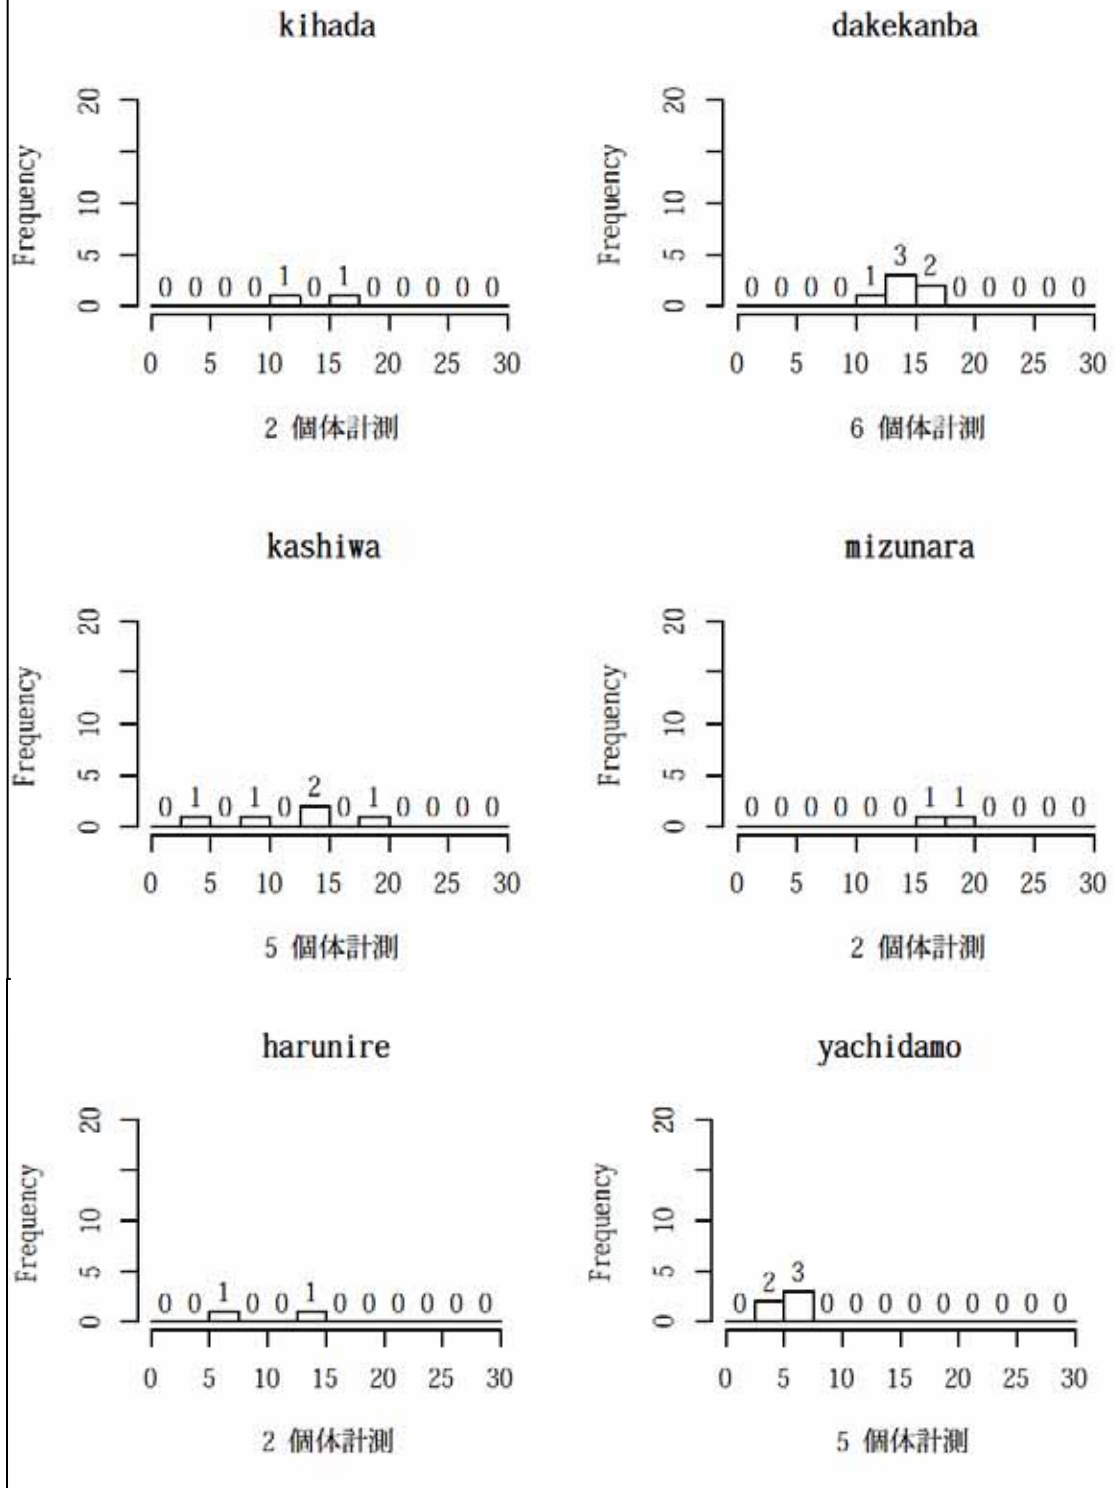 kihada
Frequency
20
10
5
0
0 0 0 0 1 0 1 0 0 0 0 0
0 5 10 15 20 25 30
2 個体計測
dakekanba
Frequency
20
10
5
0
0 0 0 0 1 3 2 0 0 0 0 0
0 5 10 15 20 25 30
6 個体計測
kashiwa
Frequency
20
10
5
0
0 1 0 1 0 2 0 1 0 0 0 0
0 5 10 15 20 25 30
5 個体計測
mizunara
Frequency
20
10
5
0
0 0 0 0 0 0 1 1 0 0 0 0
0 5 10 15 20 25 30
2 個体計測
harunire
Frequency
20
10
5
0
0 0 1 0 0 1 0 0 0 0 0 0
0 5 10 15 20 25 30
2 個体計測
yachidamo
Frequency
20
10
5
0
0 2 3 0 0 0 0 0 0 0 0 0
0 5 10 15 20 25 30
5 個体計測